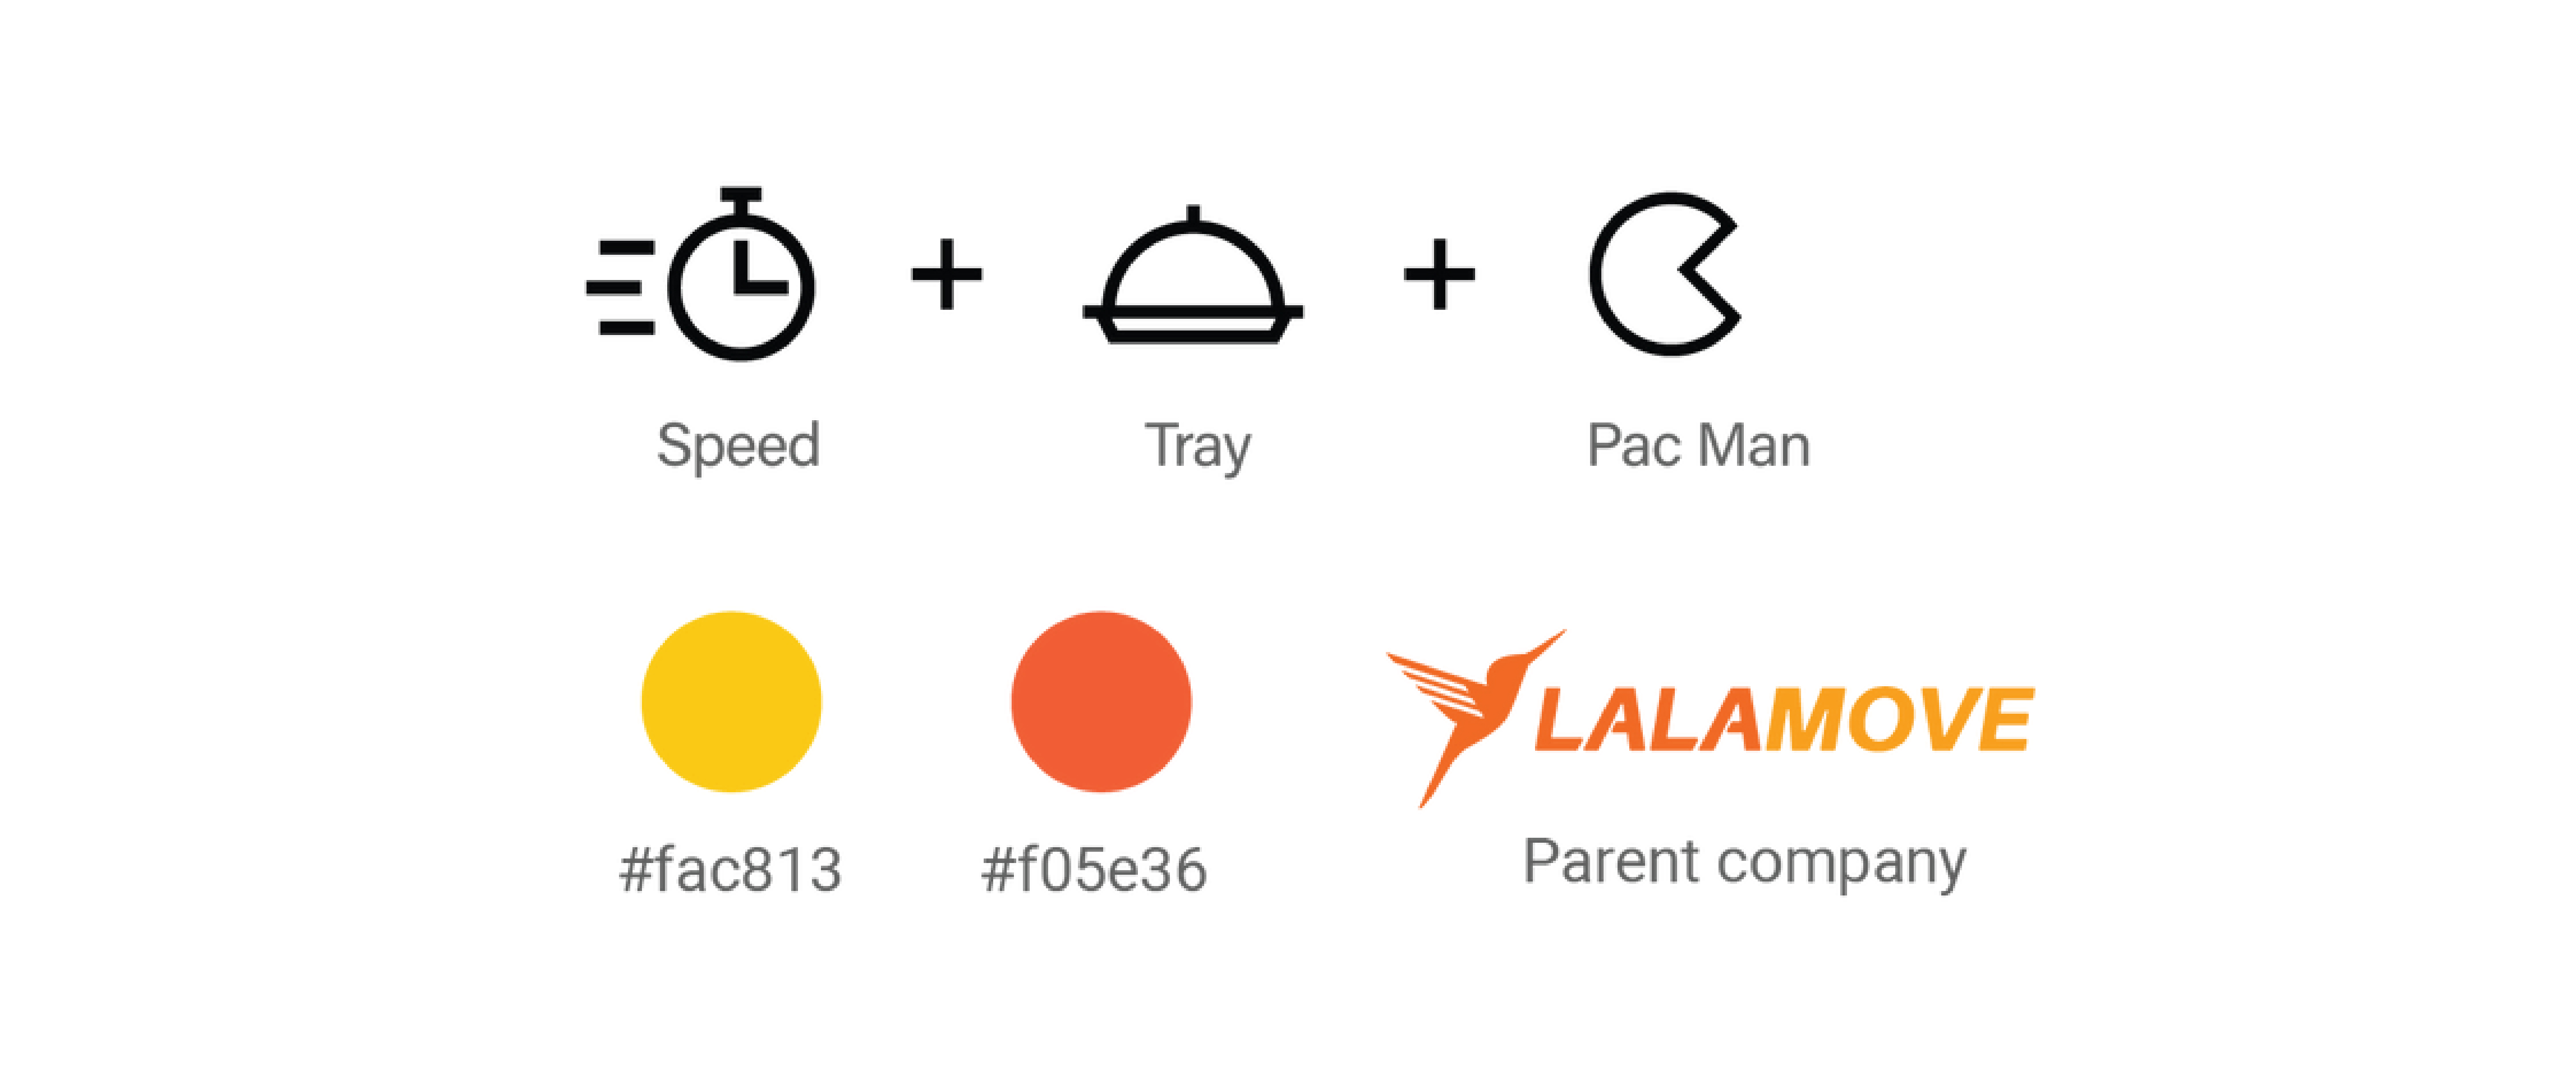 Speed + Tray + Pac Man
#fac813
#f05e36
LALAMOVE
Parent company